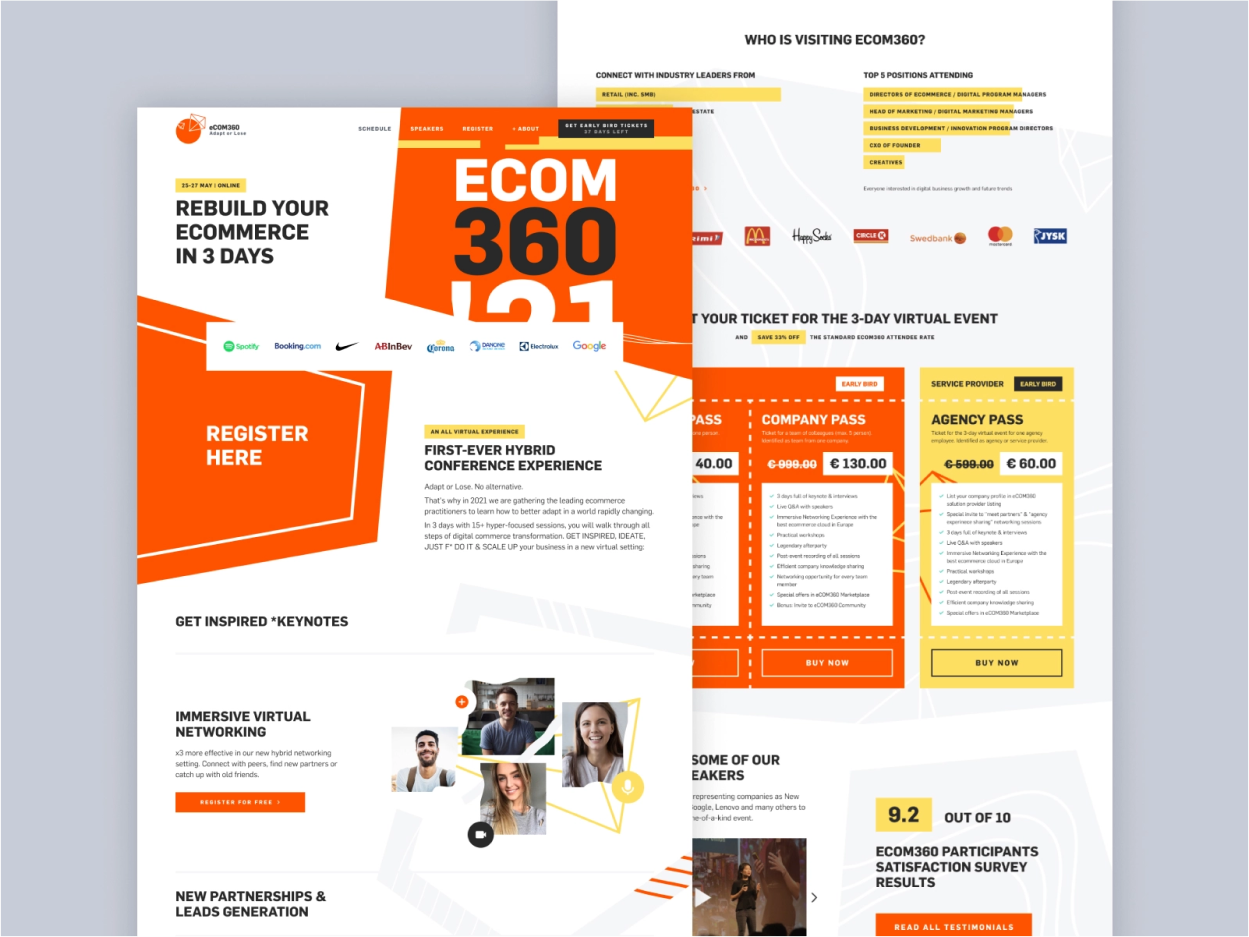 eCOM360
Adapt or Lose
SCHEDULE
SPEAKERS
REGISTER
+ ABOUT
GET EARLY BIRD TICKETS
57 DAYS LEFT
25-27 MAY | ONLINE
REBUILD YOUR
ECOMMERCE
IN 3 DAYS
ECOM
360
'21
Spotify
Booking.com
ABInBev
Corona
DANONE
Electrolux
Google
REGISTER
HERE
AN ALL VIRTUAL EXPERIENCE
FIRST-EVER HYBRID
CONFERENCE EXPERIENCE
Adapt or Lose. No alternative.
That's why in 2021 we are gathering the leading ecommerce
practitioners to learn how to better adapt in a world rapidly changing.
In 3 days with 15+ hyper-focused sessions, you will walk through all
steps of digital commerce transformation. GET INSPIRED, IDEATE,
JUST F* DO IT & SCALE UP your business in a new virtual setting:
GET INSPIRED *KEYNOTES
IMMERSIVE VIRTUAL
NETWORKING
x3 more effective in our new hybrid networking
setting. Connect with peers, find new partners or
catch up with old friends.
REGISTER FOR FREE >
NEW PARTNERSHIPS &
LEADS GENERATION
WHO IS VISITING ECOM360?
CONNECT WITH INDUSTRY LEADERS FROM
RETAIL (INC. SMB)
ESTATE
TOP 5 POSITIONS ATTENDING
DIRECTORS OF ECOMMERCE / DIGITAL PROGRAM MANAGERS
HEAD OF MARKETING / DIGITAL MARKETING MANAGERS
BUSINESS DEVELOPMENT / INNOVATION PROGRAM DIRECTORS
CXO OF FOUNDER
CREATIVES
Everyone interested in digital business growth and future trends
rimi
McDonald's
Happy Socks
CIRCLE K
Swedbank
mastercard
JYSK
T YOUR TICKET FOR THE 3-DAY VIRTUAL EVENT
AND SAVE 33% OFF THE STANDARD ECOM360 ATTENDEE RATE
EARLY BIRD
PASS
one person.
40.00
COMPANY PASS
Ticket for a team of colleagues (max. 5 person).
Identified as team from one company.
€ 999.00 € 130.00
3 days full of keynote & interviews
Live Q&A with speakers
Immersive Networking Experience with the
best ecommerce cloud in Europe
Practical workshops
Legendary afterparty
Post-event recording of all sessions
Efficient company knowledge sharing
Networking opportunity for every team
member
Special offers in eCOM360 Marketplace
Bonus: Invite to eCOM360 Community
BUY NOW
SERVICE PROVIDER
EARLY BIRD
AGENCY PASS
Ticket for the 3-day virtual event for one agency
employee. Identified as agency or service provider.
€ 599.00 € 60.00
List your company profile in eCOM360
solution provider listing
Special invite to "meet partners" & "agency
experience sharing" networking sessions
3 days full of keynote & interviews
Live Q&A with speakers
Immersive Networking Experience with the
best ecommerce cloud in Europe
Practical workshops
Legendary afterparty
Post event recording of all sessions
Efficient company knowledge sharing
Special offers in eCOM360 Marketplace
BUY NOW
SOME OF OUR
EAKERS
representing companies as New
oogle, Lenovo and many others to
ne-of-a-kind event.
9.2 OUT OF 10
ECOM360 PARTICIPANTS
SATISFACTION SURVEY
RESULTS
READ ALL TESTIMONIALS